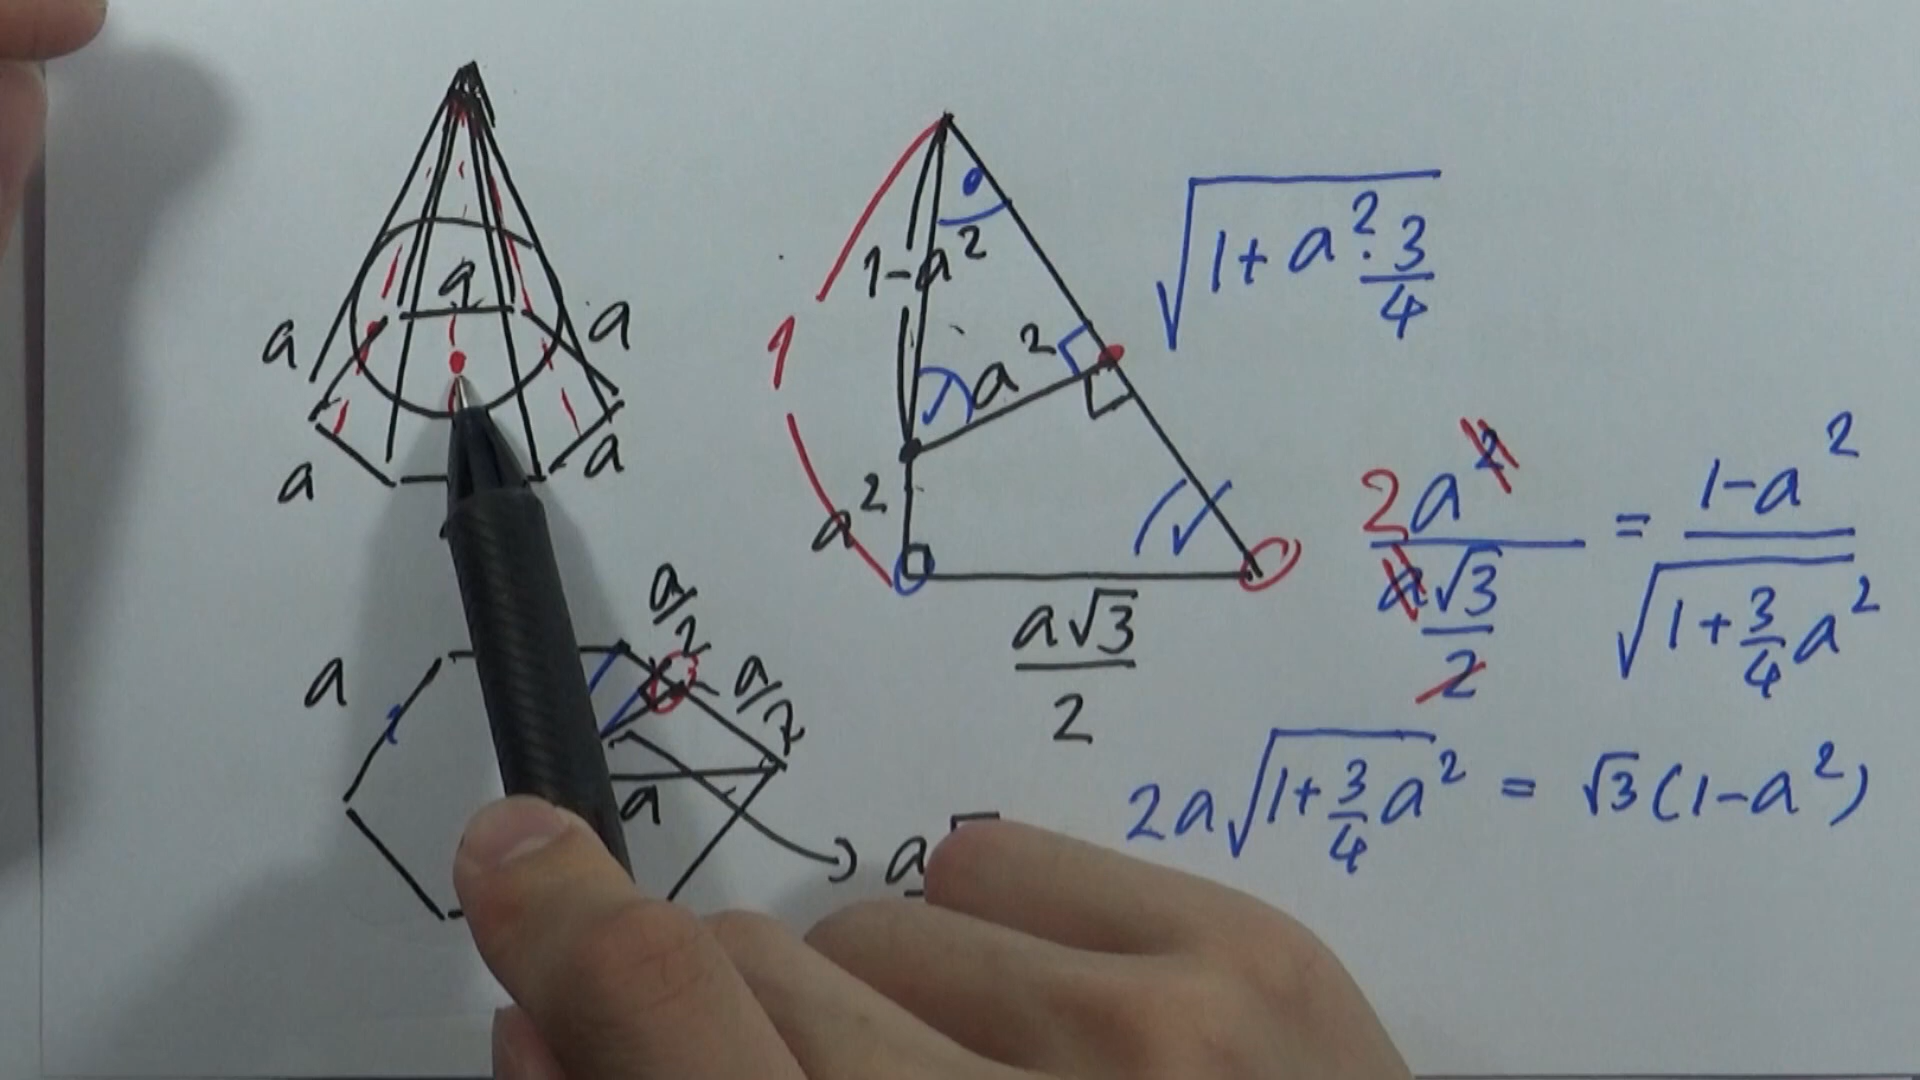 a
a
a
a
a
1
1-a²
a²
a²
a√3/2
√(1+a²·3/4)
2a²/(a√3/2) = (1-a²)/√(1+3/4 a²)
2a√(1+3/4 a²) = √3(1-a²)
a
a/2
a/2
a
a